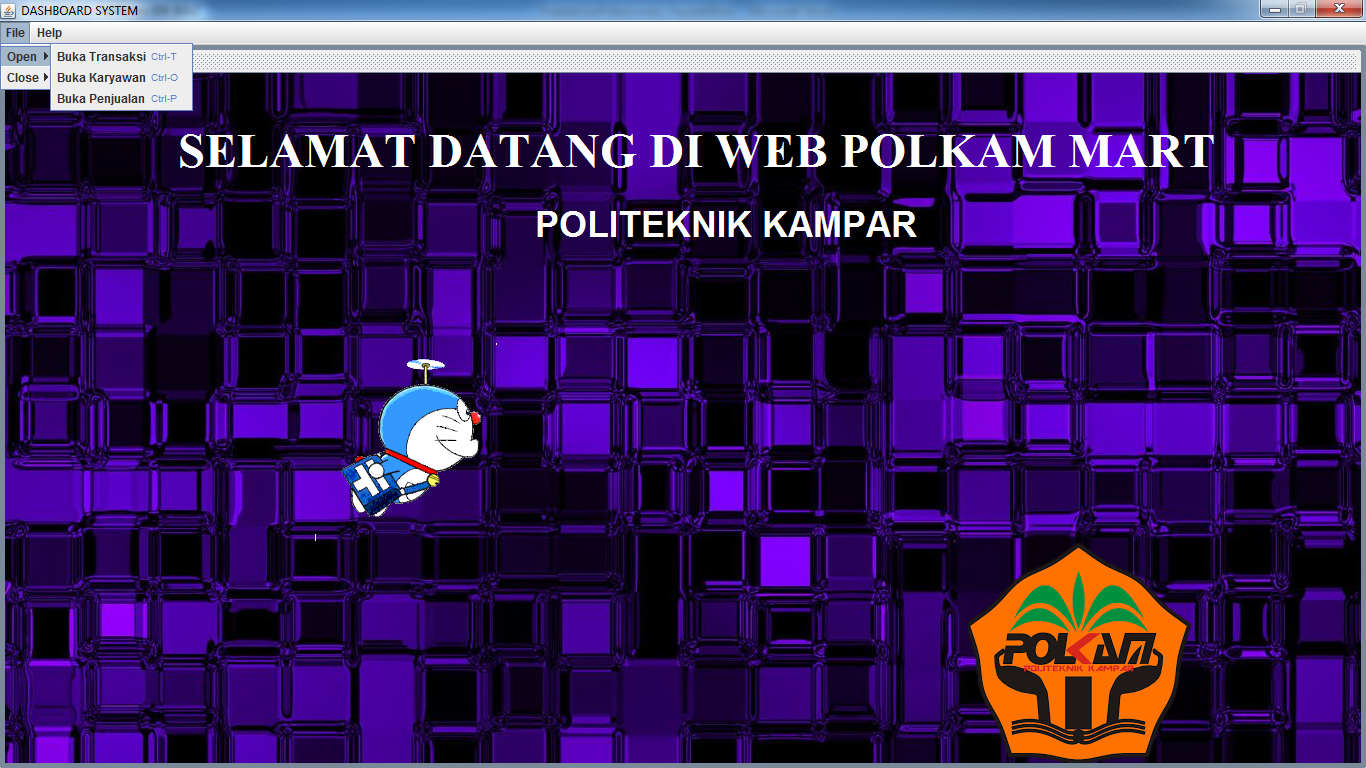 DASHBOARD SYSTEM
File Help
Open Buka Transaksi Ctrl-T
Close Buka Karyawan Ctrl-O
Buka Penjualan Ctrl-P
SELAMAT DATANG DI WEB POLKAM MART
POLITEKNIK KAMPAR
POLKAM
POLITEKNIK KAMPAR